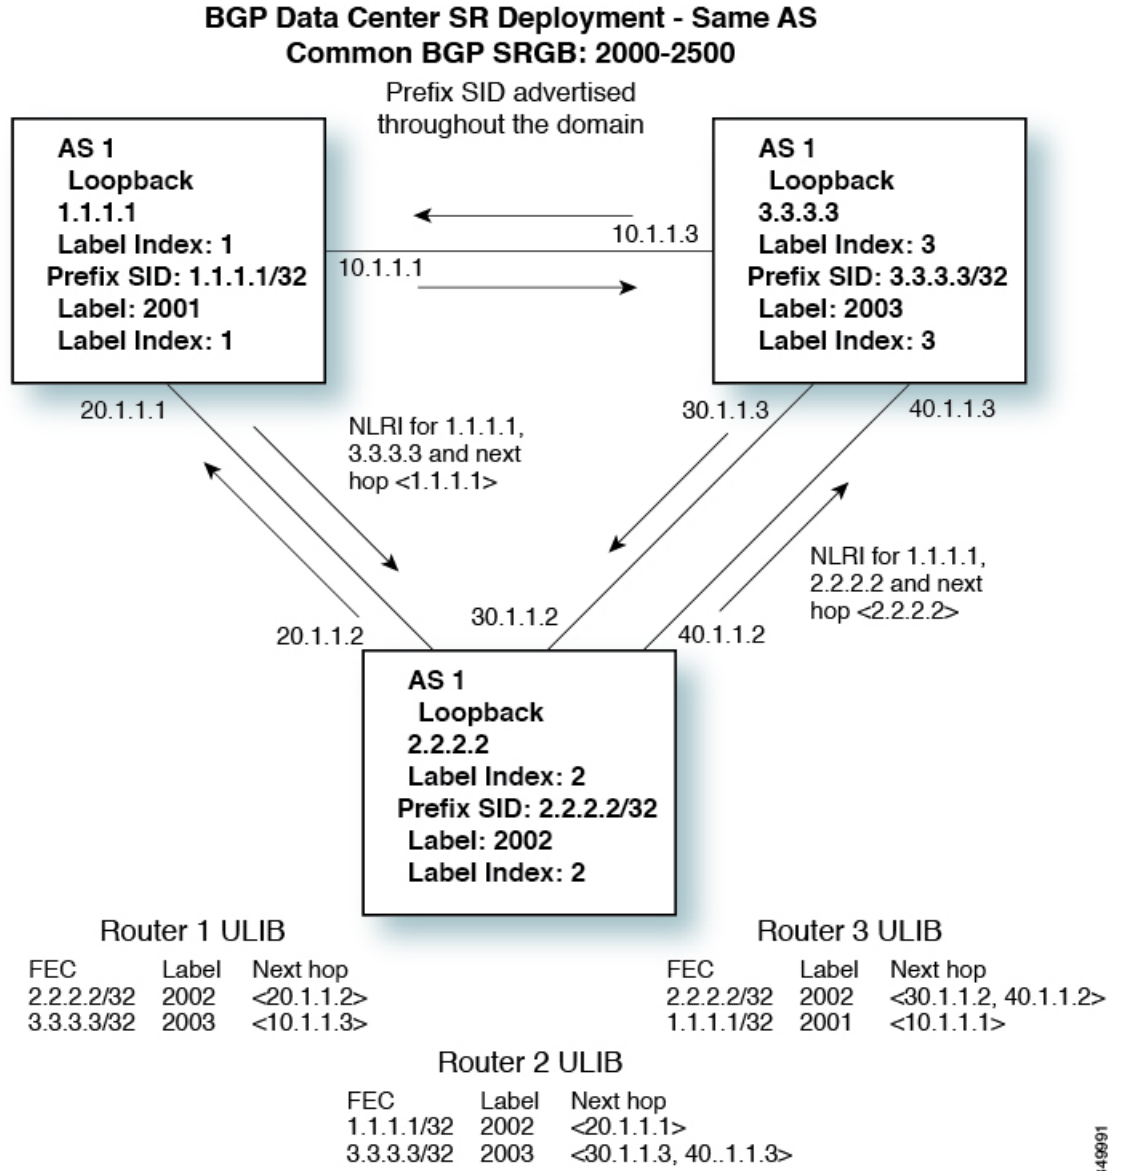 BGP Data Center SR Deployment - Same AS
Common BGP SRGB: 2000-2500
Prefix SID advertised
throughout the domain
AS 1
Loopback
1.1.1.1
Label Index: 1
Prefix SID: 1.1.1.1/32
Label: 2001
Label Index: 1
AS 1
Loopback
3.3.3.3
Label Index: 3
Prefix SID: 3.3.3.3/32
Label: 2003
Label Index: 3
10.1.1.3
10.1.1.1
20.1.1.1
30.1.1.3
40.1.1.3
NLRI for 1.1.1.1,
3.3.3.3 and next
hop <1.1.1.1>
NLRI for 1.1.1.1,
2.2.2.2 and next
hop <2.2.2.2>
20.1.1.2
30.1.1.2
40.1.1.2
AS 1
Loopback
2.2.2.2
Label Index: 2
Prefix SID: 2.2.2.2/32
Label: 2002
Label Index: 2
Router 1 ULIB
FEC Label Next hop
2.2.2.2/32 2002 <20.1.1.2>
3.3.3.3/32 2003 <10.1.1.3>
Router 3 ULIB
FEC Label Next hop
2.2.2.2/32 2002 <30.1.1.2, 40.1.1.2>
1.1.1.1/32 2001 <10.1.1.1>
Router 2 ULIB
FEC Label Next hop
1.1.1.1/32 2002 <20.1.1.1>
3.3.3.3/32 2003 <30.1.1.3, 40..1.1.3>